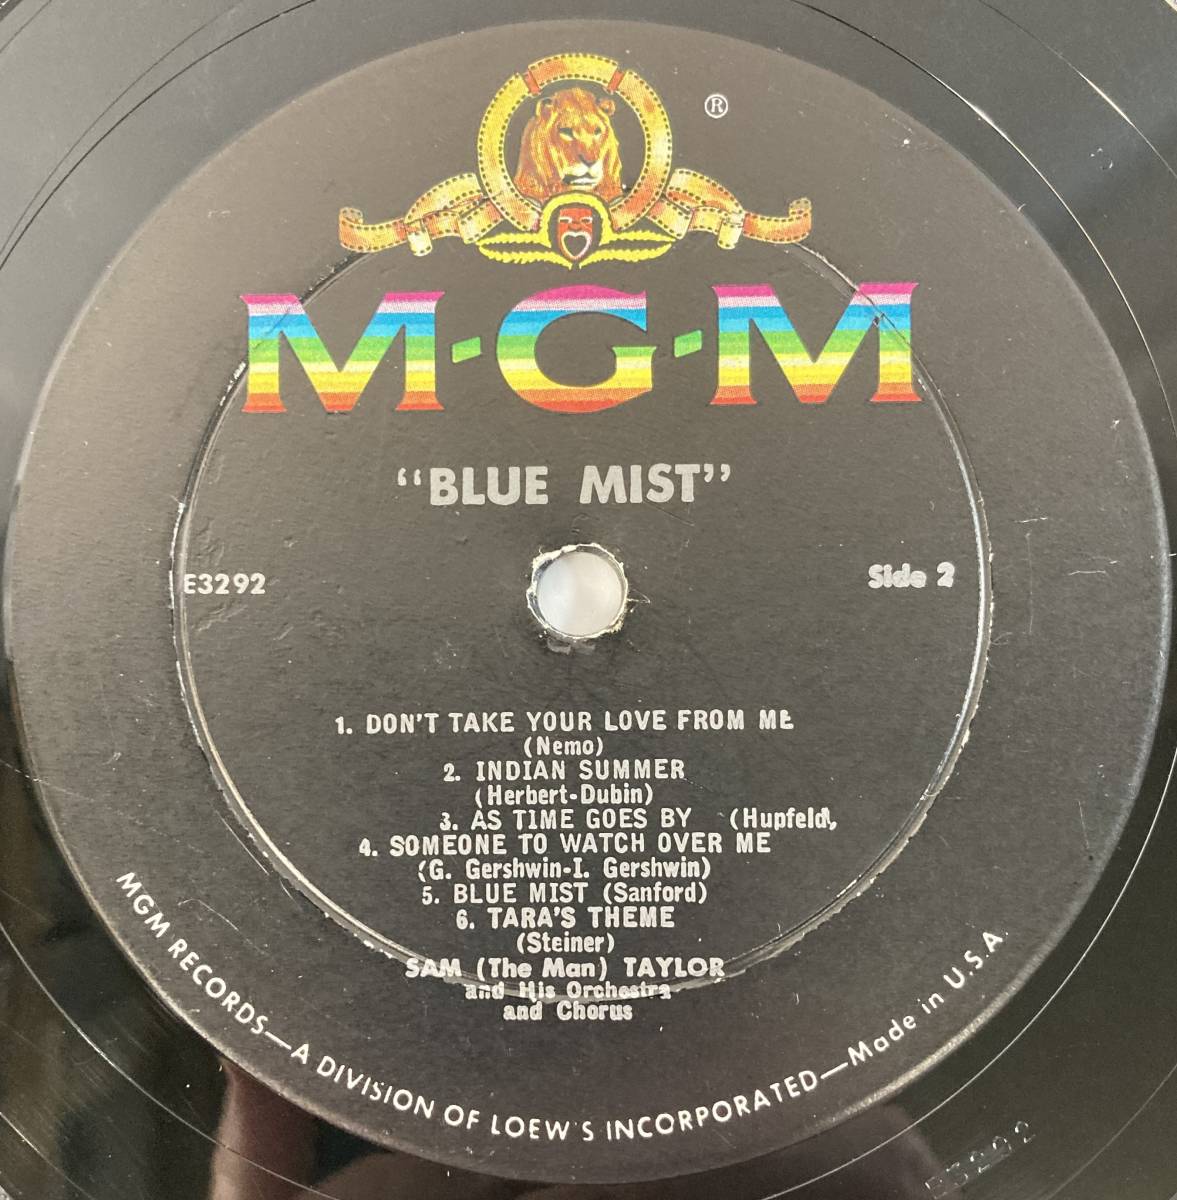 ®
M-G-M
“BLUE MIST”
E3292
Side 2
1. DON'T TAKE YOUR LOVE FROM ME
(Nemo)
2. INDIAN SUMMER
(Herbert-Dubin)
3. AS TIME GOES BY (Hupfeld)
4. SOMEONE TO WATCH OVER ME
(G. Gershwin-I. Gershwin)
5. BLUE MIST (Sanford)
6. TARA'S THEME
(Steiner)
SAM (The Man) TAYLOR
and His Orchestra
and Chorus
MGM RECORDS—A DIVISION OF LOEW'S INCORPORATED—Made in U.S.A.